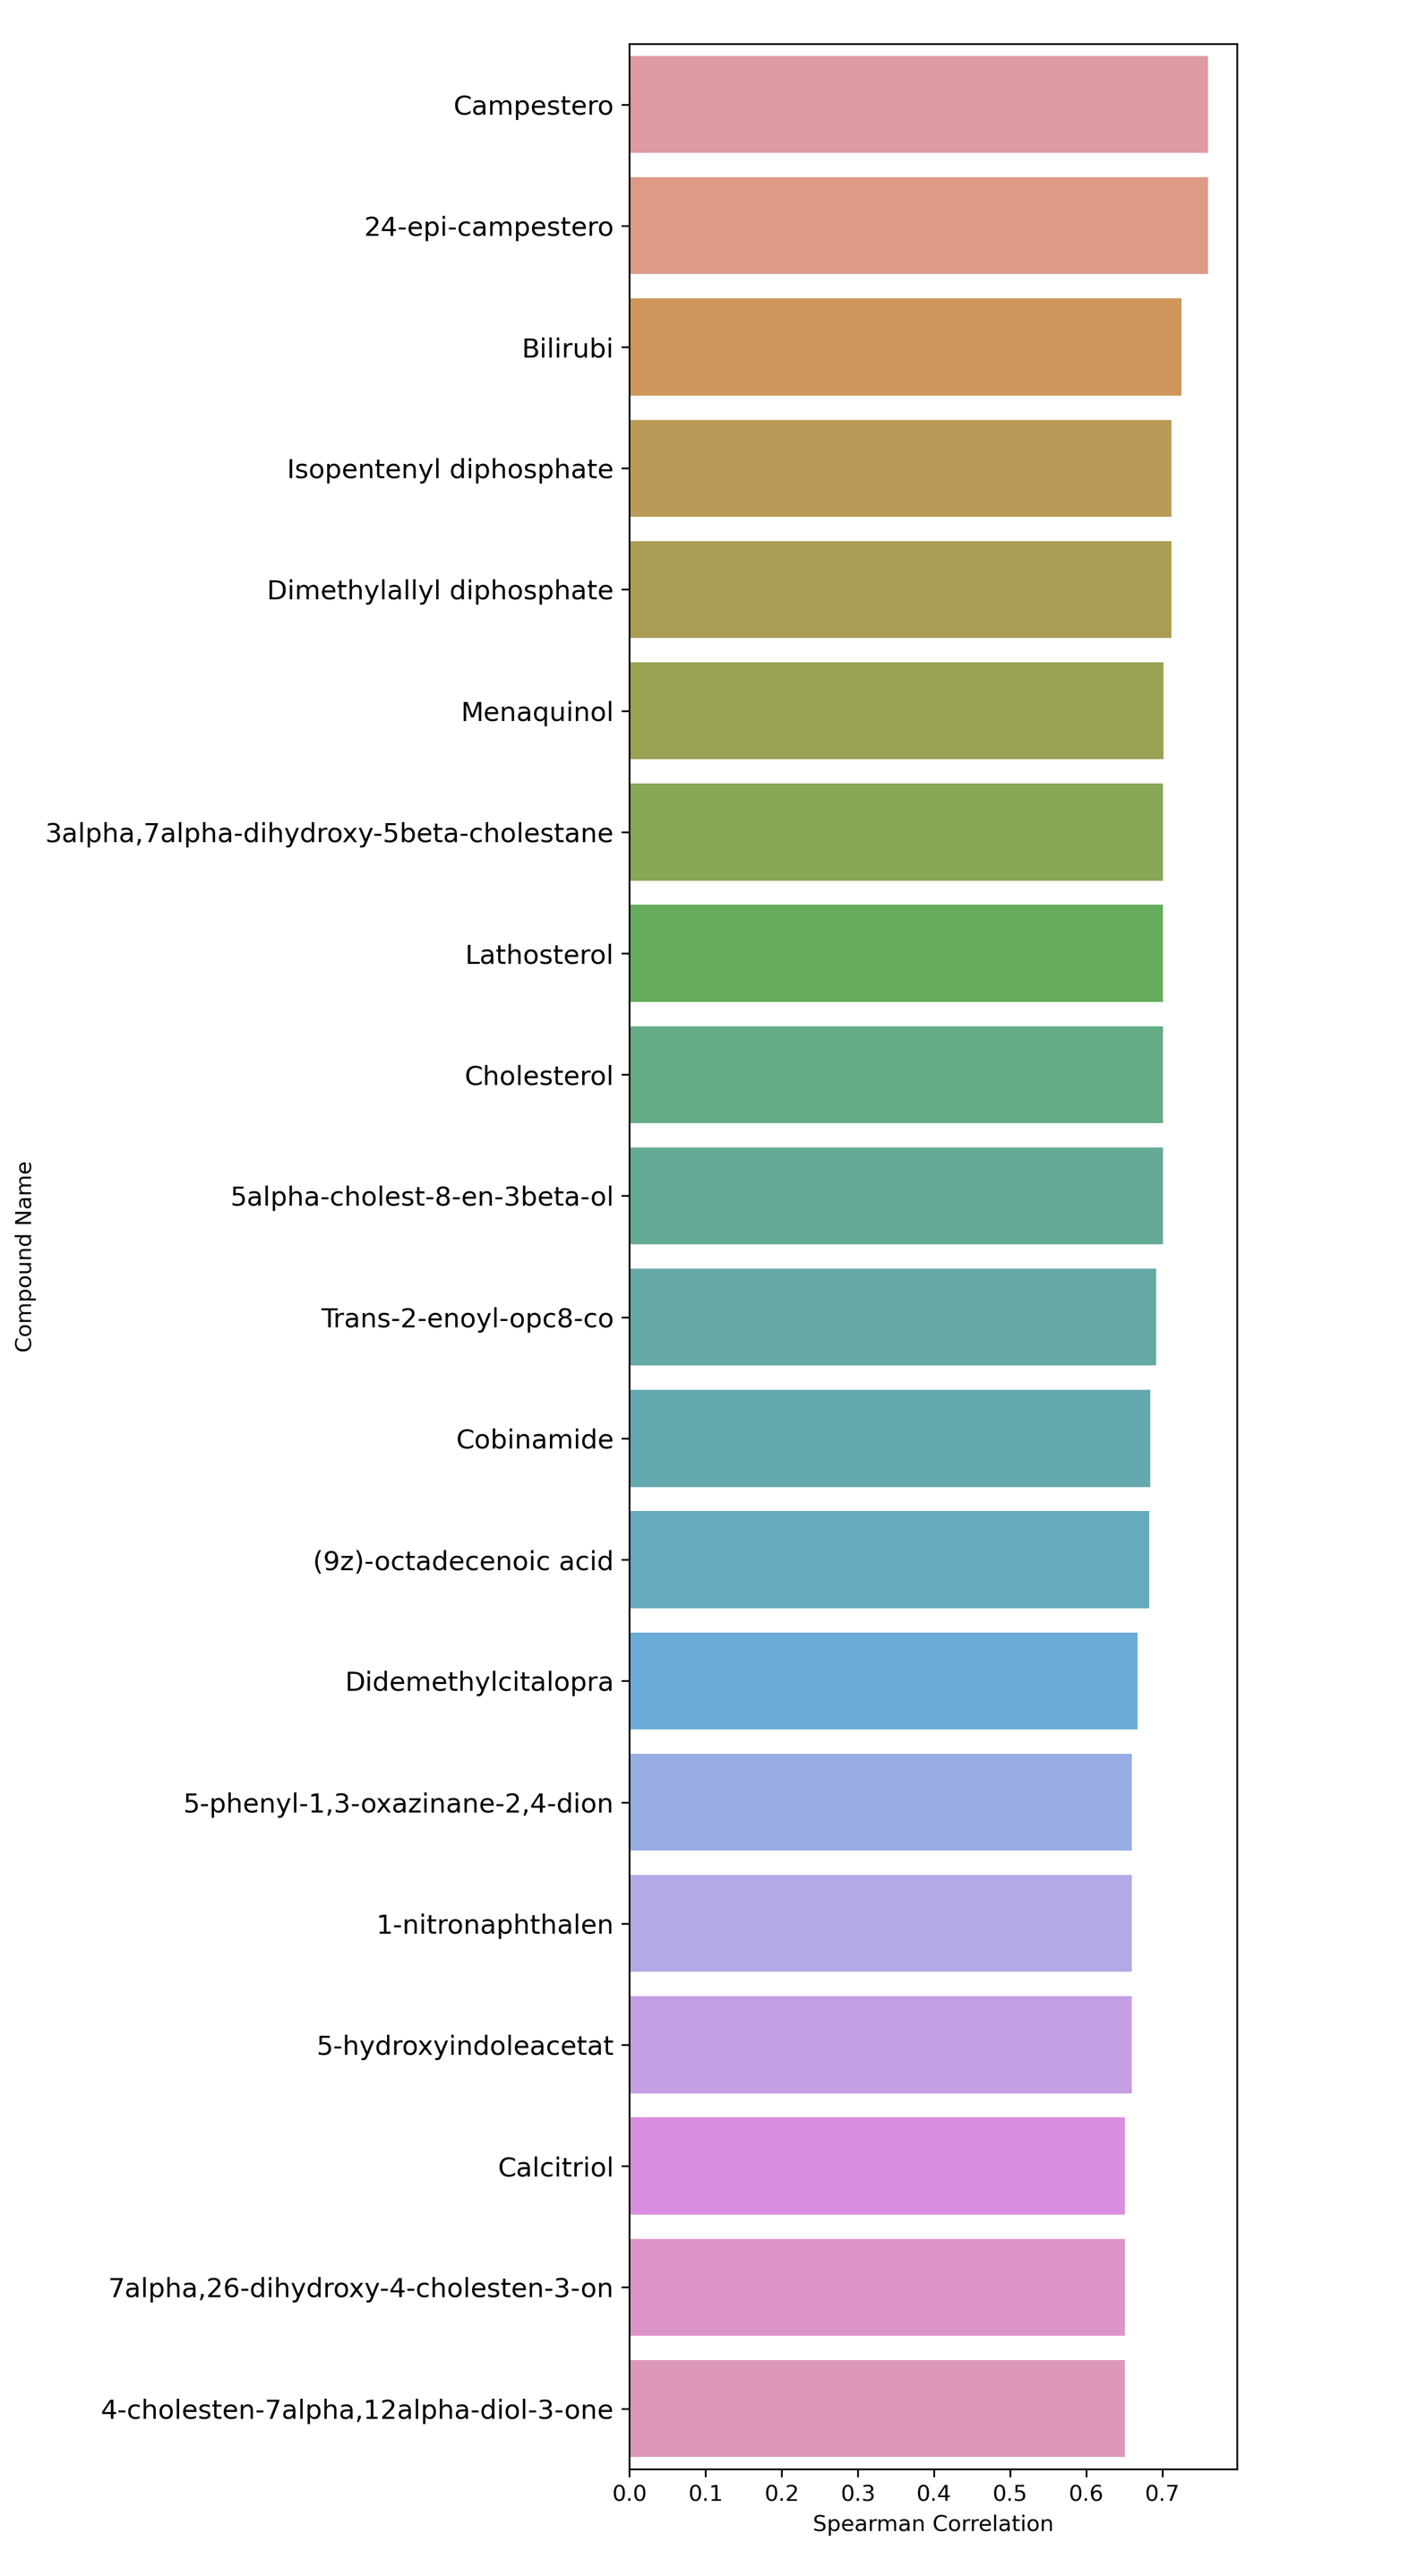 Campestero
24-epi-campestero
Bilirubi
Isopentenyl diphosphate
Dimethylallyl diphosphate
Menaquinol
3alpha,7alpha-dihydroxy-5beta-cholestane
Lathosterol
Cholesterol
5alpha-cholest-8-en-3beta-ol
Trans-2-enoyl-opc8-co
Cobinamide
(9z)-octadecenoic acid
Didemethylcitalopra
5-phenyl-1,3-oxazinane-2,4-dion
1-nitronaphthalen
5-hydroxyindoleacetat
Calcitriol
7alpha,26-dihydroxy-4-cholesten-3-on
4-cholesten-7alpha,12alpha-diol-3-one
Compound Name
0.0 0.1 0.2 0.3 0.4 0.5 0.6 0.7
Spearman Correlation